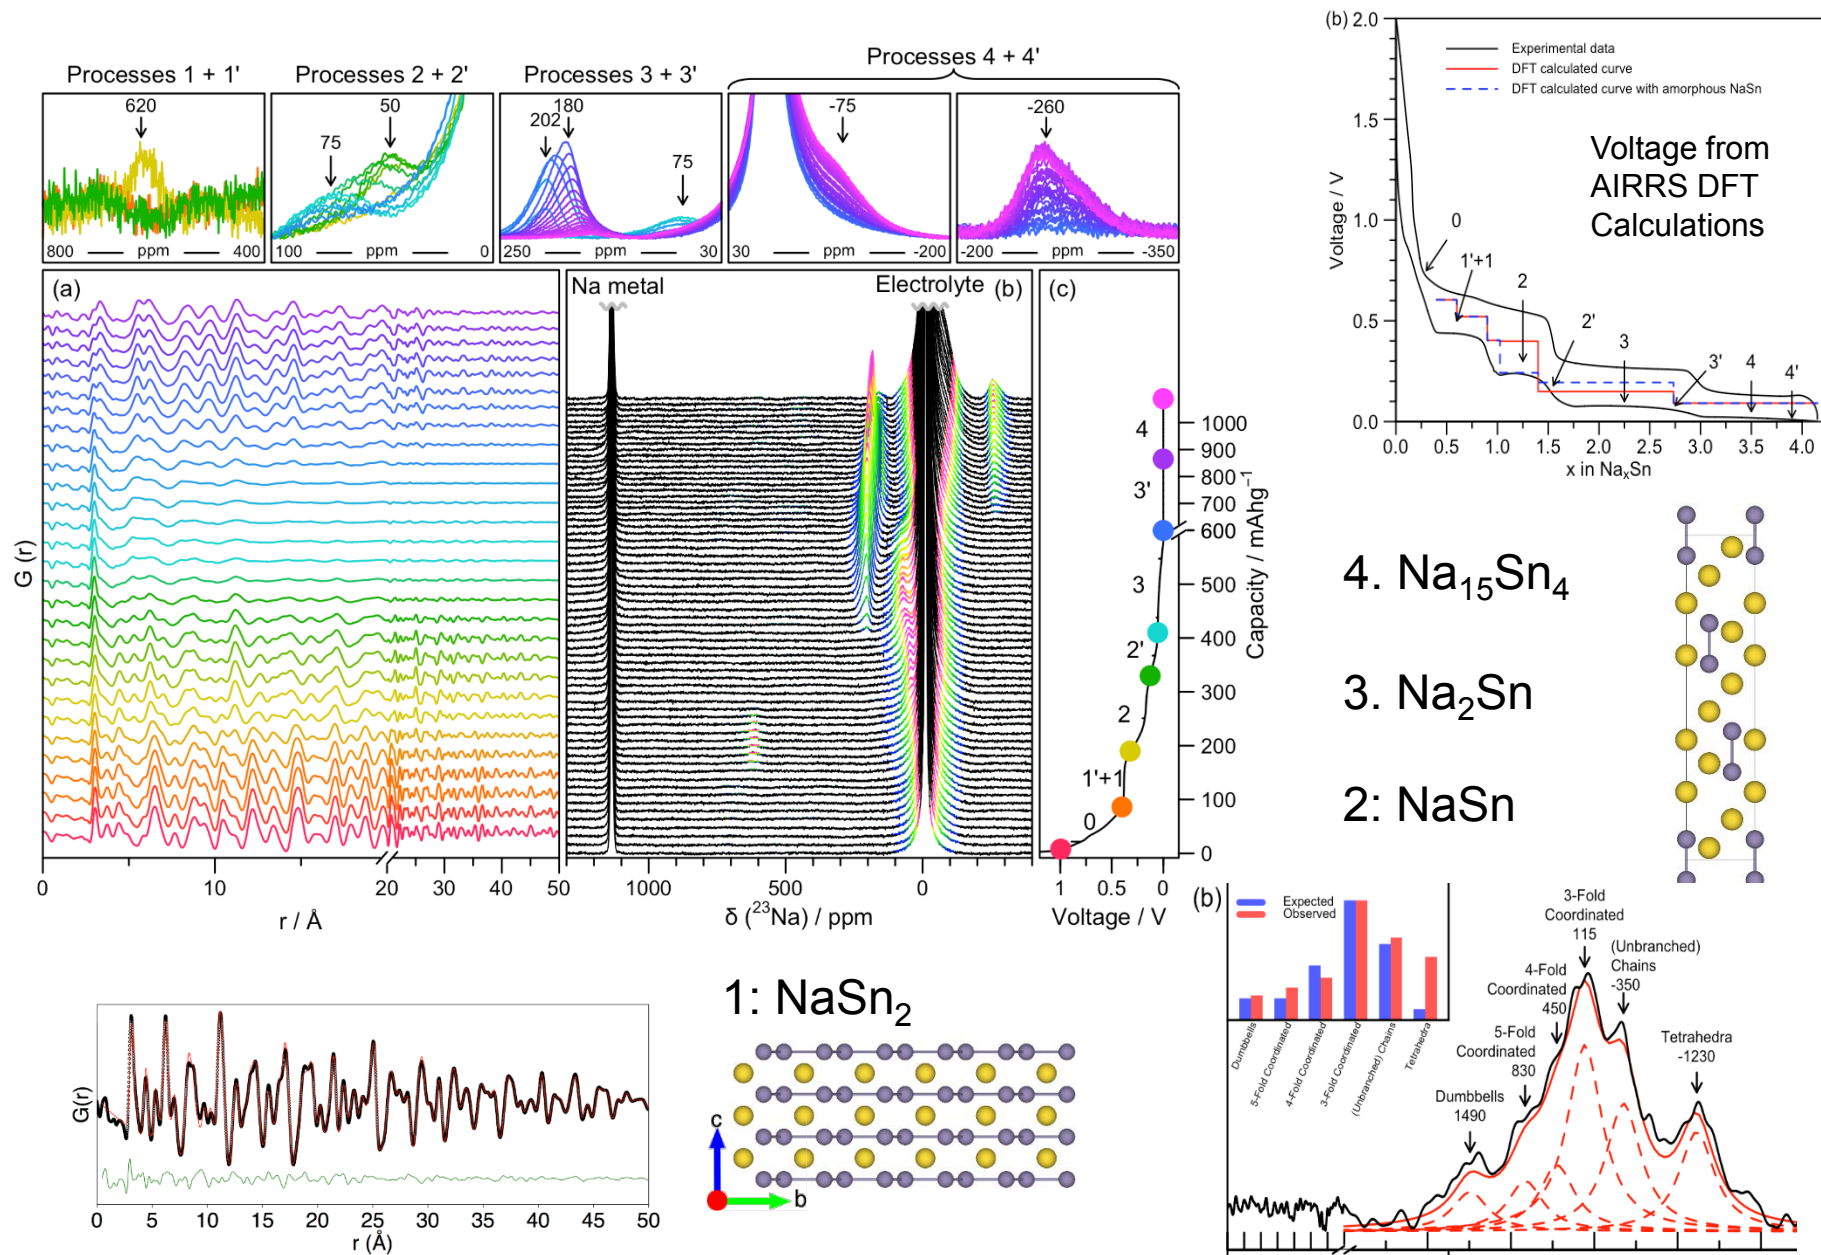 Processes 1 + 1'
Processes 2 + 2'
Processes 3 + 3'
Processes 4 + 4'
620
800 ppm 400
50
75
100 ppm 0
180
202
75
250 ppm 30
-75
30 ppm -200
-260
-200 ppm -350
(a)
G (r)
0 10 20 30 40 50
r / Å
Na metal
Electrolyte
(b)
1000 500 0
δ (²³Na) / ppm
(c)
4
3'
3
2'
2
1'+1
0
1000
900
800
700
600
500
400
300
200
100
0
Capacity / mAhg⁻¹
1 0.5 0
Voltage / V
(b)
2.0
1.5
1.0
0.5
0.0
Voltage / V
Experimental data
DFT calculated curve
DFT calculated curve with amorphous NaSn
Voltage from
AIRRS DFT
Calculations
0
1'+1
2
2'
3
3'
4
4'
0.0 0.5 1.0 1.5 2.0 2.5 3.0 3.5 4.0
x in NaₓSn
4. Na₁₅Sn₄
3. Na₂Sn
2: NaSn
1: NaSn₂
c
b
G(r)
0 5 10 15 20 25 30 35 40 45 50
r (Å)
(b)
Expected
Observed
Dumbbells
5-Fold Coordinated
4-Fold Coordinated
3-Fold Coordinated
(Unbranched) Chains
Tetrahedra
3-Fold
Coordinated
115
(Unbranched)
Chains
-350
4-Fold
Coordinated
450
5-Fold
Coordinated
830
Tetrahedra
-1230
Dumbbells
1490